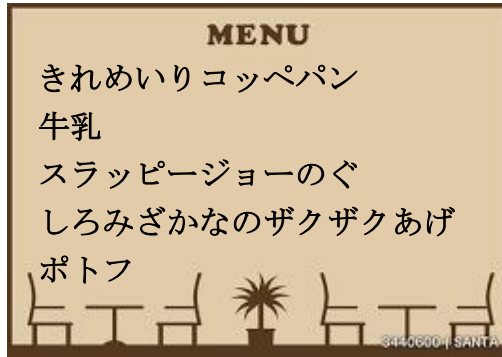 MENU
きれめいりコッペパン
牛乳
スラッピージョーのぐ
しろみざかなのザクザクあげ
ポトフ
3440600 | SANTA